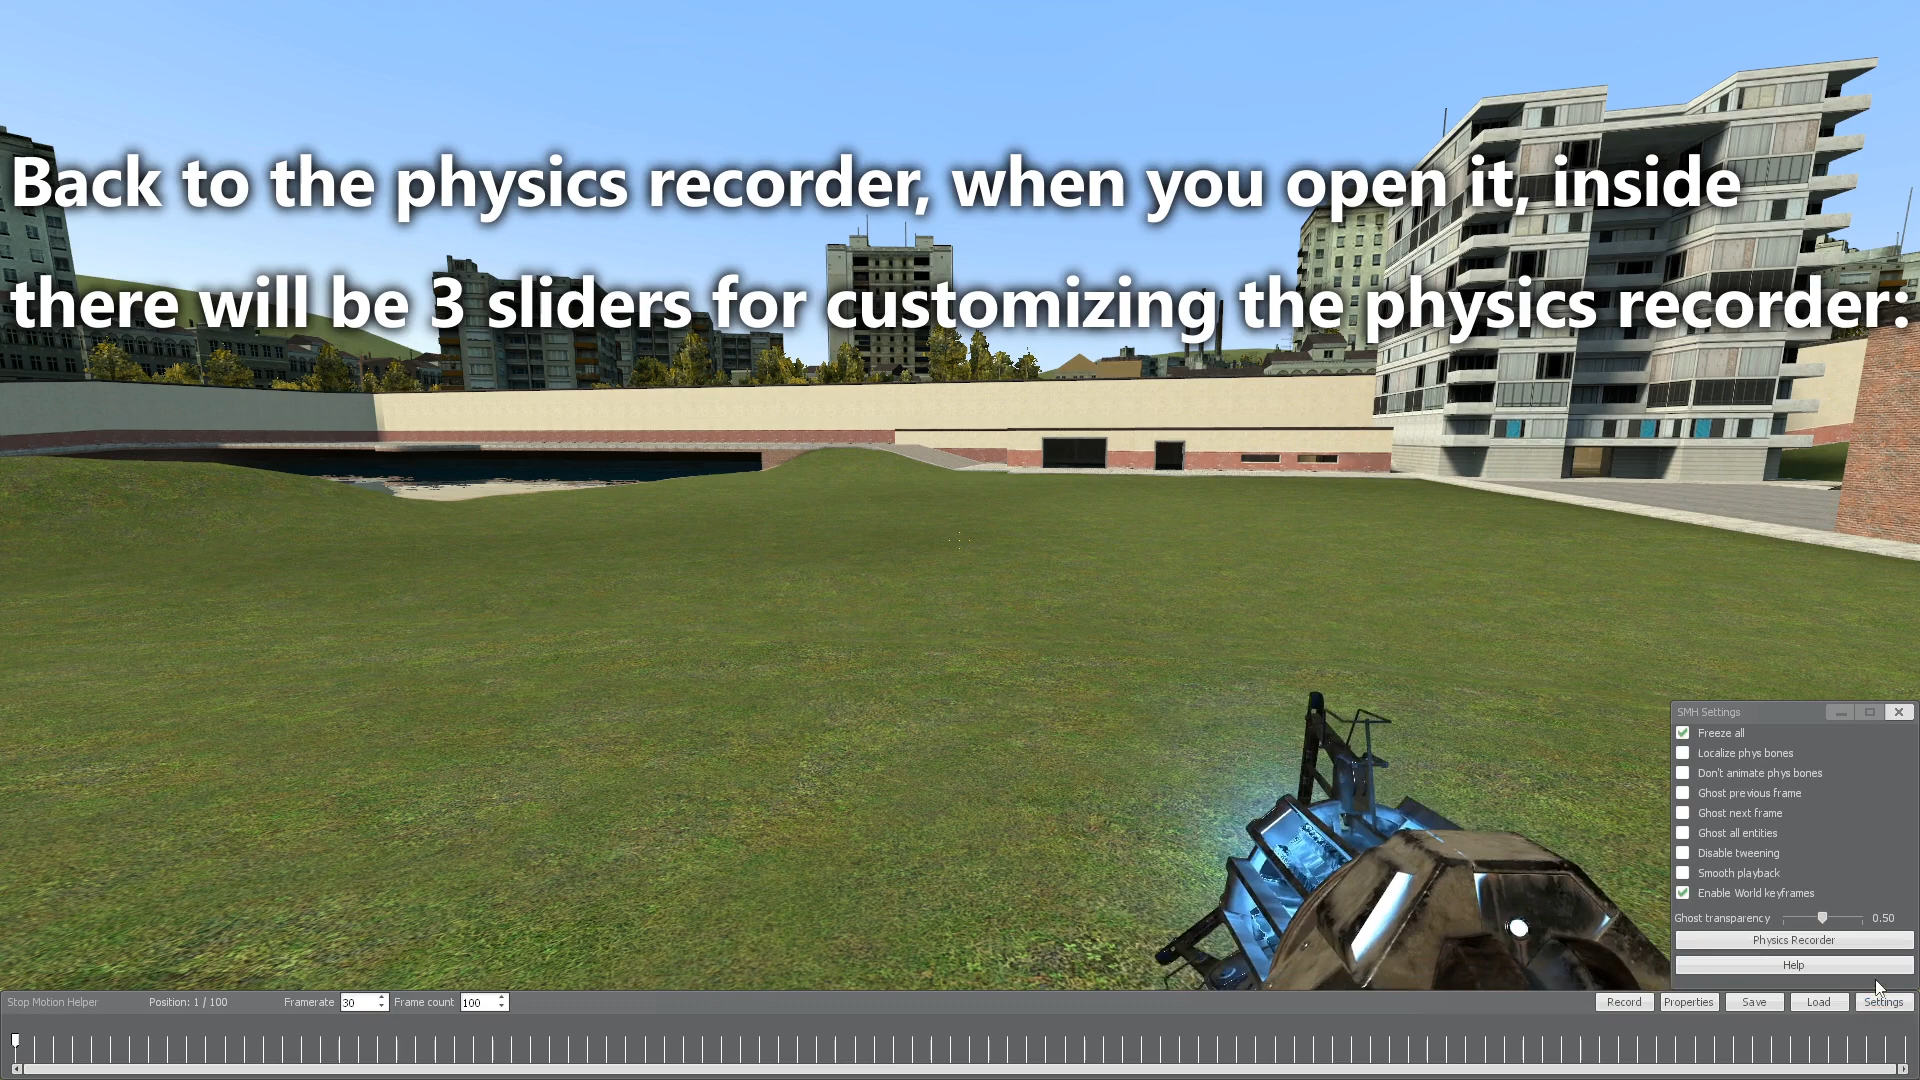 Back to the physics recorder, when you open it, inside
there will be 3 sliders for customizing the physics recorder:
SMH Settings
Freeze all
Localize phys bones
Don't animate phys bones
Ghost previous frame
Ghost next frame
Ghost all entities
Disable tweening
Smooth playback
Enable World keyframes
Ghost transparency 0.50
Physics Recorder
Help
Stop Motion Helper Position: 1 / 100 Framerate 30 Frame count 100 Record Properties Save Load Settings